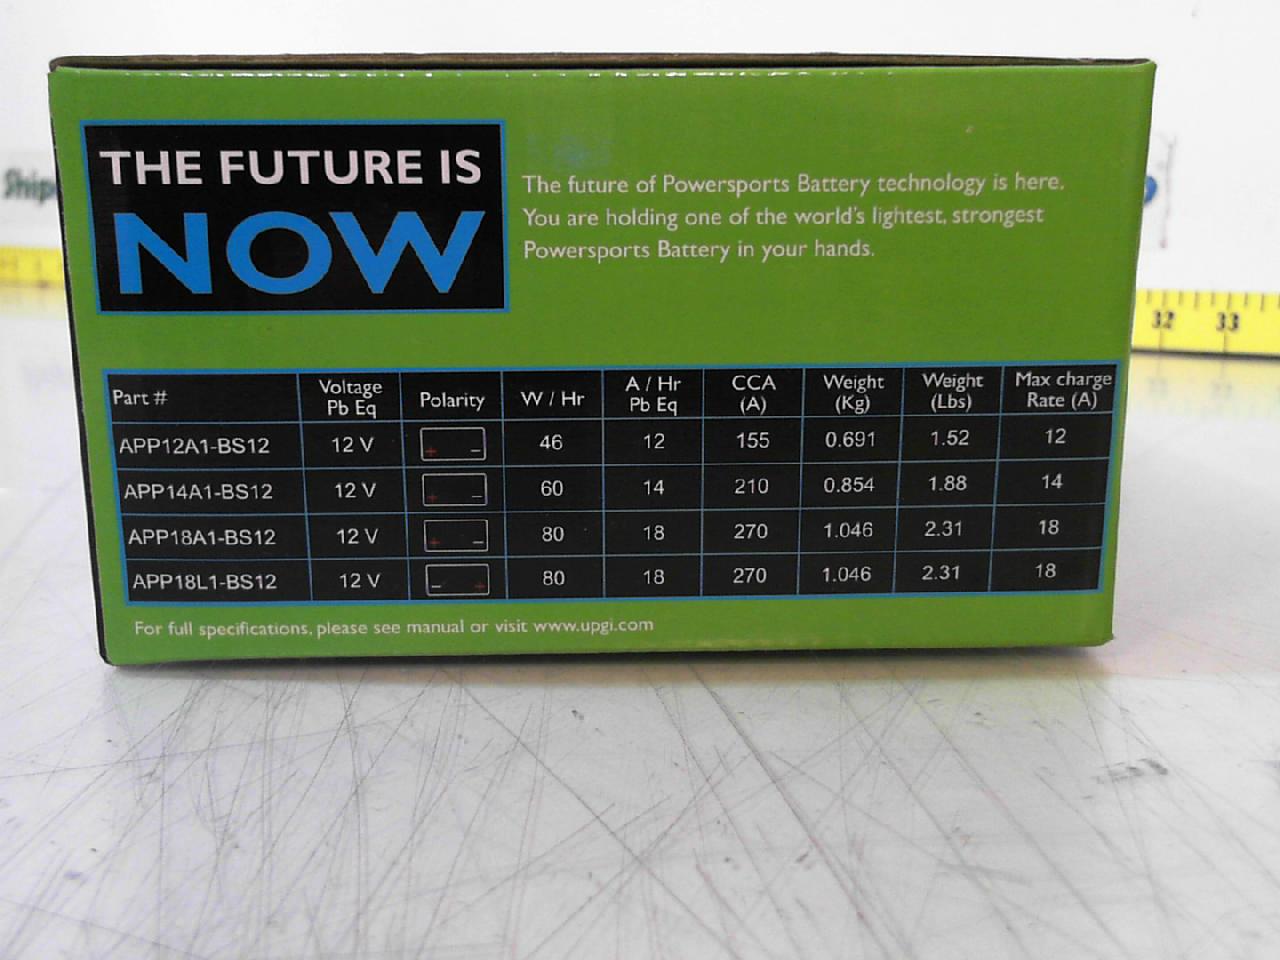 THE FUTURE IS
NOW
The future of Powersports Battery technology is here.
You are holding one of the world's lightest, strongest
Powersports Battery in your hands.
Part # Voltage Pb Eq Polarity W / Hr A / Hr Pb Eq CCA (A) Weight (Kg) Weight (Lbs) Max charge Rate (A)
APP12A1-BS12 12 V + − 46 12 155 0.691 1.52 12
APP14A1-BS12 12 V + − 60 14 210 0.854 1.88 14
APP18A1-BS12 12 V + − 80 18 270 1.046 2.31 18
APP18L1-BS12 12 V − + 80 18 270 1.046 2.31 18
For full specifications, please see manual or visit www.upgi.com
32 33